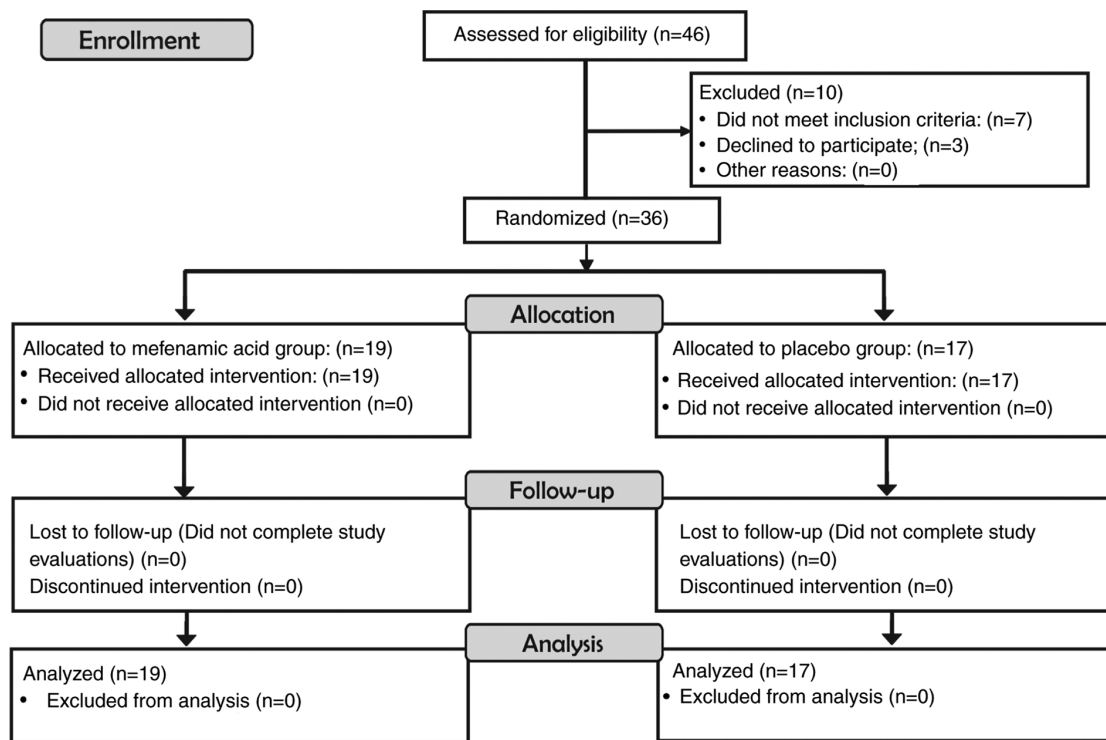 Enrollment
Assessed for eligibility (n=46)
Excluded (n=10)
• Did not meet inclusion criteria: (n=7)
• Declined to participate; (n=3)
• Other reasons: (n=0)
Randomized (n=36)
Allocation
Allocated to mefenamic acid group: (n=19)
• Received allocated intervention: (n=19)
• Did not receive allocated intervention (n=0)
Allocated to placebo group: (n=17)
• Received allocated intervention: (n=17)
• Did not receive allocated intervention (n=0)
Follow-up
Lost to follow-up (Did not complete study
evaluations) (n=0)
Discontinued intervention (n=0)
Lost to follow-up (Did not complete study
evaluations) (n=0)
Discontinued intervention (n=0)
Analysis
Analyzed (n=19)
• Excluded from analysis (n=0)
Analyzed (n=17)
• Excluded from analysis (n=0)